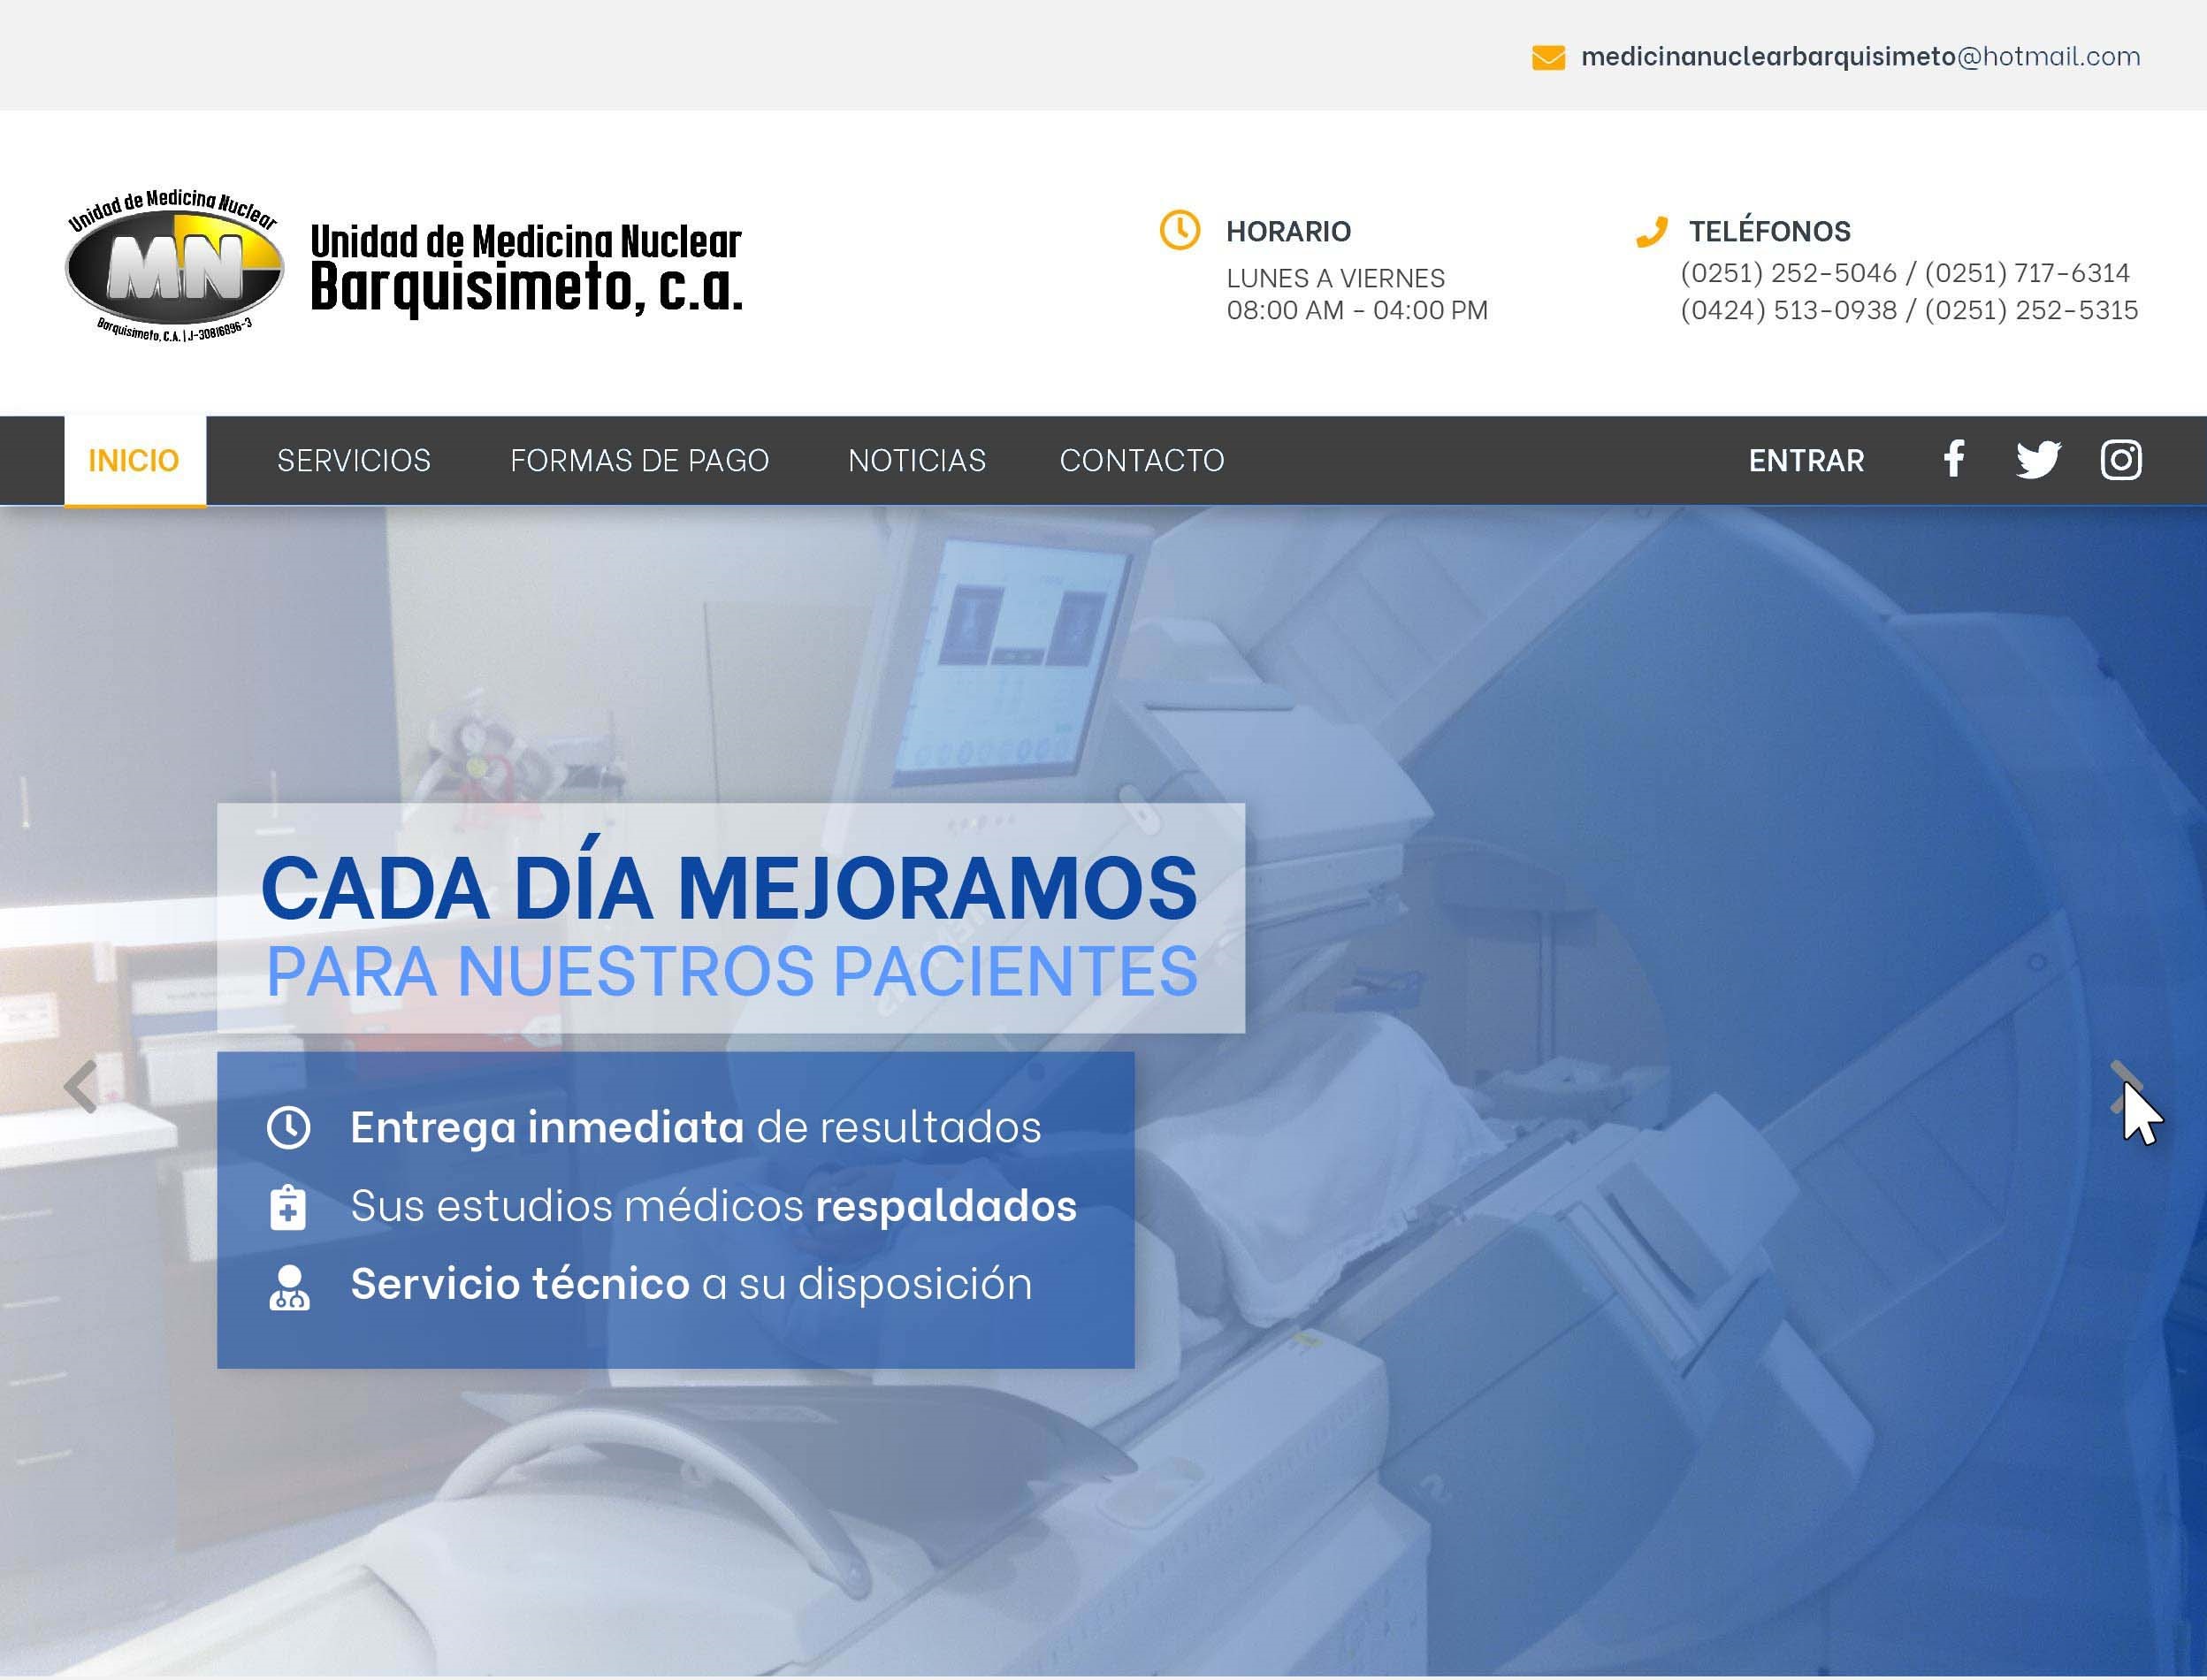 medicinanuclearbarquisimeto@hotmail.com
Unidad de Medicina Nuclear
MN
Barquisimeto, C.A. | J-30816896-3
Unidad de Medicina Nuclear
Barquisimeto, c.a.
HORARIO
LUNES A VIERNES
08:00 AM - 04:00 PM
TELÉFONOS
(0251) 252-5046 / (0251) 717-6314
(0424) 513-0938 / (0251) 252-5315
INICIO SERVICIOS FORMAS DE PAGO NOTICIAS CONTACTO ENTRAR
CADA DÍA MEJORAMOS
PARA NUESTROS PACIENTES
Entrega inmediata de resultados
Sus estudios médicos respaldados
Servicio técnico a su disposición
2